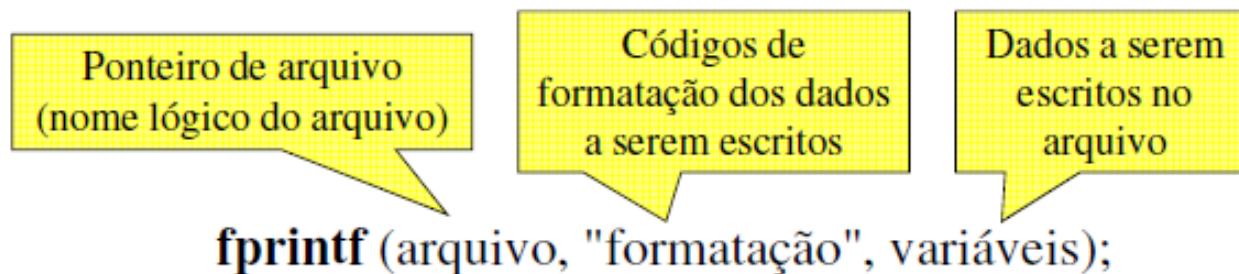 Ponteiro de arquivo
(nome lógico do arquivo)
Códigos de
formatação dos dados
a serem escritos
Dados a serem
escritos no
arquivo
fprintf (arquivo, "formatação", variáveis);